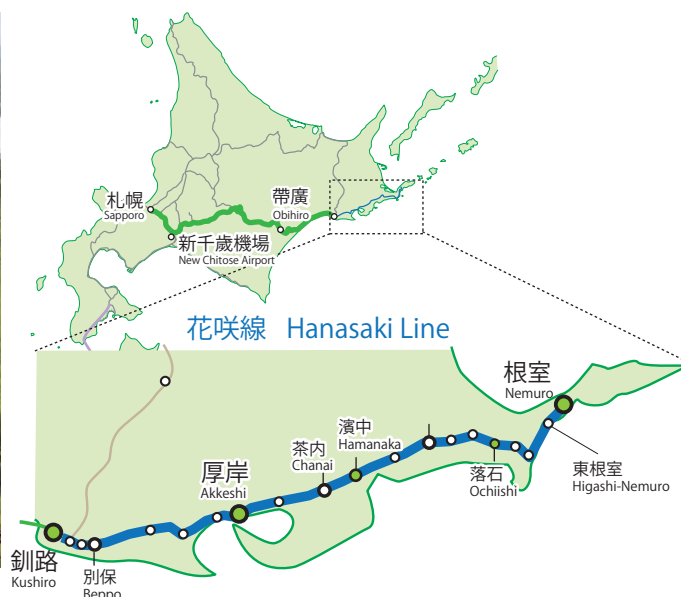 札幌
Sapporo
帶廣
Obihiro
新千歲機場
New Chitose Airport
花咲線 Hanasaki Line
根室
Nemuro
濱中
Hamanaka
茶内
Chanai
厚岸
Akkeshi
落石
Ochiishi
東根室
Higashi-Nemuro
釧路
Kushiro
別保
Beppo